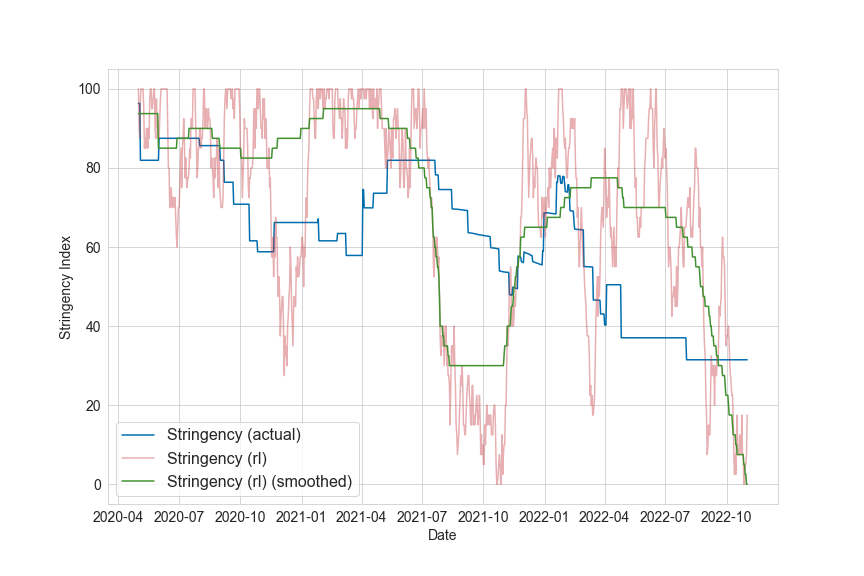 100
80
60
40
20
0
Stringency Index
Stringency (actual)
Stringency (rl)
Stringency (rl) (smoothed)
2020-04 2020-07 2020-10 2021-01 2021-04 2021-07 2021-10 2022-01 2022-04 2022-07 2022-10
Date